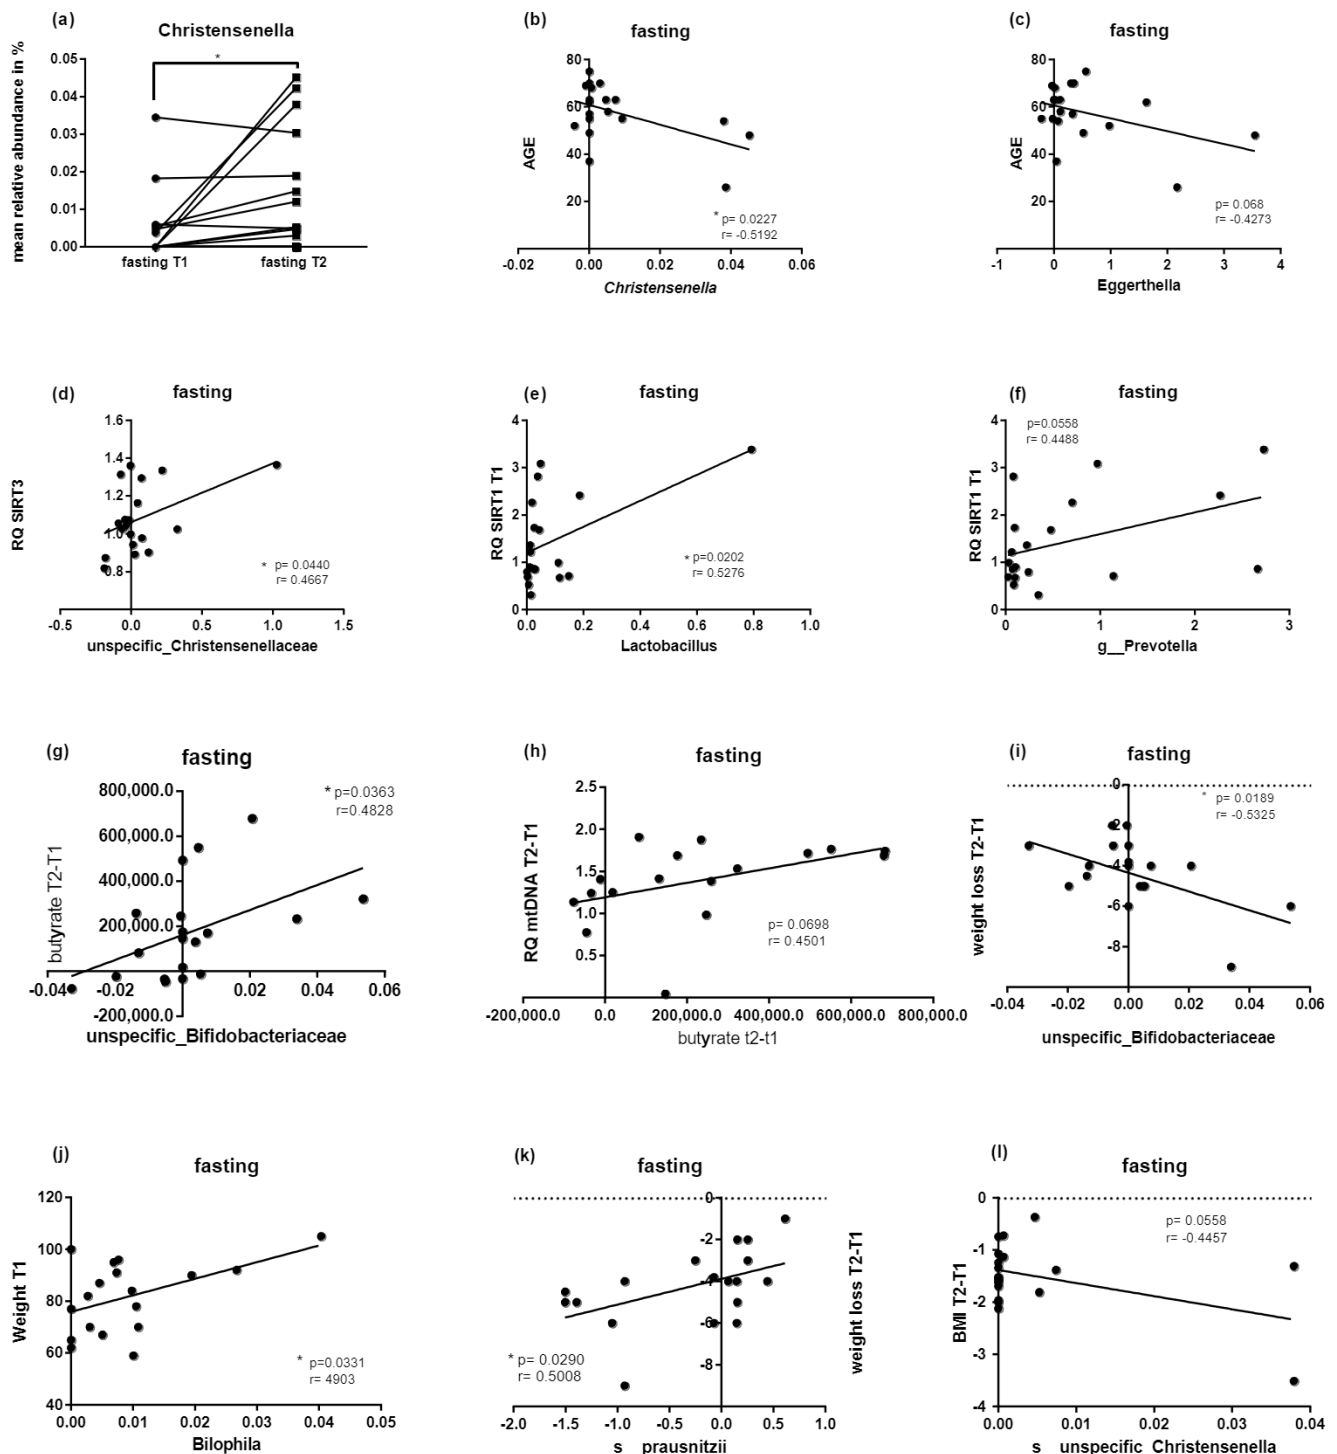 (a)
Christensenella
mean relative abundance in %
*
0.05
0.04
0.03
0.02
0.01
0.00
fasting T1
fasting T2
(b)
fasting
AGE
80
60
40
20
* p= 0.0227
r= -0.5192
-0.02
0.00
0.02
0.04
0.06
Christensenella
(c)
fasting
AGE
80
60
40
20
p= 0.068
r= -0.4273
-1
0
1
2
3
4
Eggerthella
(d)
fasting
RQ SIRT3
1.6
1.4
1.2
1.0
0.8
* p= 0.0440
r= 0.4667
-0.5
0.0
0.5
1.0
1.5
unspecific_Christensenellaceae
(e)
fasting
RQ SIRT1 T1
4
3
2
1
0
* p=0.0202
r= 0.5276
0.0
0.2
0.4
0.6
0.8
1.0
Lactobacillus
(f)
fasting
p=0.0558
r= 0.4488
RQ SIRT1 T1
4
3
2
1
0
0
1
2
3
g__Prevotella
(g)
fasting
* p=0.0363
r=0.4828
butyrate T2-T1
800,000.0
600,000.0
400,000.0
200,000.0
-200,000.0
-0.04
-0.02
0.00
0.02
0.04
0.06
unspecific_Bifidobacteriaceae
(h)
fasting
RQ mtDNA T2-T1
2.5
2.0
1.5
1.0
0.5
p= 0.0698
r= 0.4501
-200,000.0
0.0
200,000.0
400,000.0
600,000.0
800,000.0
butyrate t2-t1
(i)
fasting
* p= 0.0189
r= -0.5325
weight loss T2-T1
0
-2
-4
-6
-8
-0.04
-0.02
0.00
0.02
0.04
0.06
unspecific_Bifidobacteriaceae
(j)
fasting
Weight T1
120
100
80
60
40
* p=0.0331
r= 4903
0.00
0.01
0.02
0.03
0.04
0.05
Bilophila
(k)
fasting
0
-2
-4
-6
-8
weight loss T2-T1
* p= 0.0290
r= 0.5008
-2.0
-1.5
-1.0
-0.5
0.0
0.5
1.0
s__prausnitzii
(l)
fasting
p= 0.0558
r= -0.4457
BMI T2-T1
0
-1
-2
-3
-4
0.00
0.01
0.02
0.03
0.04
s__unspecific_Christensenella